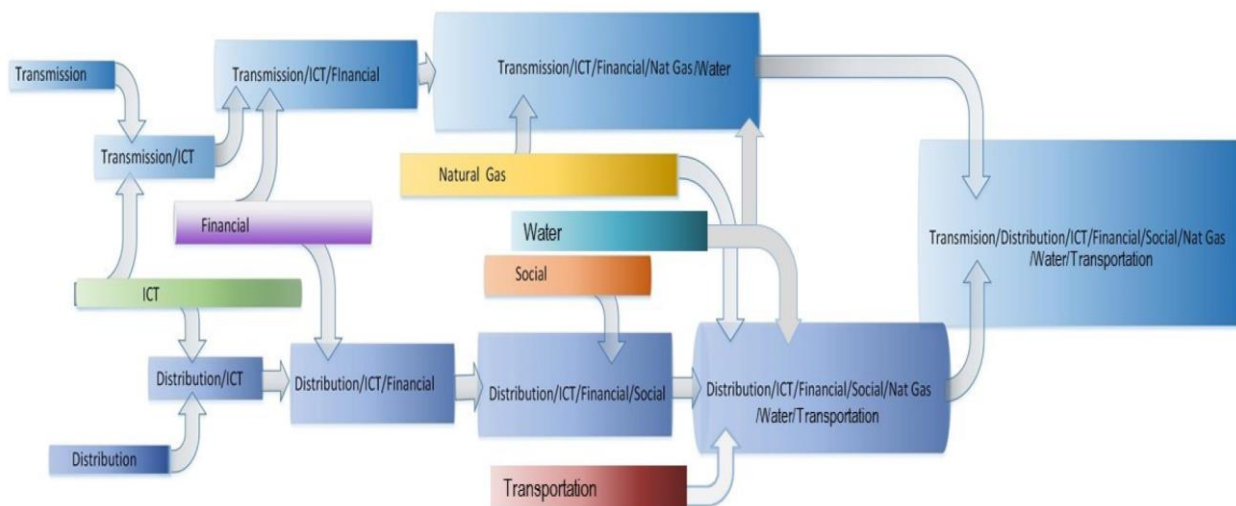 Transmission
Transmission/ICT/FInancial
Transmission/ICT/Financial/Nat Gas/Water
Transmission/ICT
Natural Gas
Financial
Water
Transmision/Distribution/ICT/Financial/Social/Nat Gas
/Water/Transportation
Social
ICT
Distribution/ICT
Distribution/ICT/Financial
Distribution/ICT/Financial/Social
Distribution/ICT/Financial/Social/Nat Gas
/Water/Transportation
Distribution
Transportation